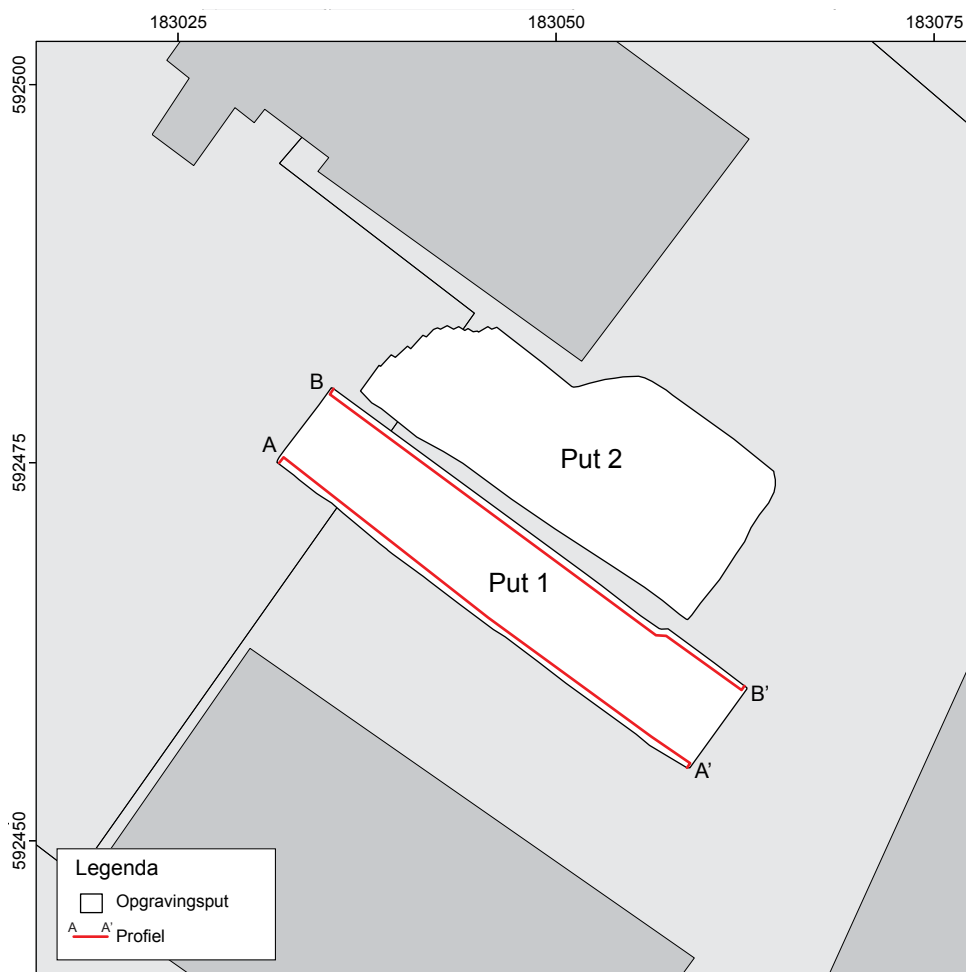 183025 183050 183075
592500
592475
592450
B
A
Put 2
Put 1
B'
A'
Legenda
Opgravingsput
A A' Profiel